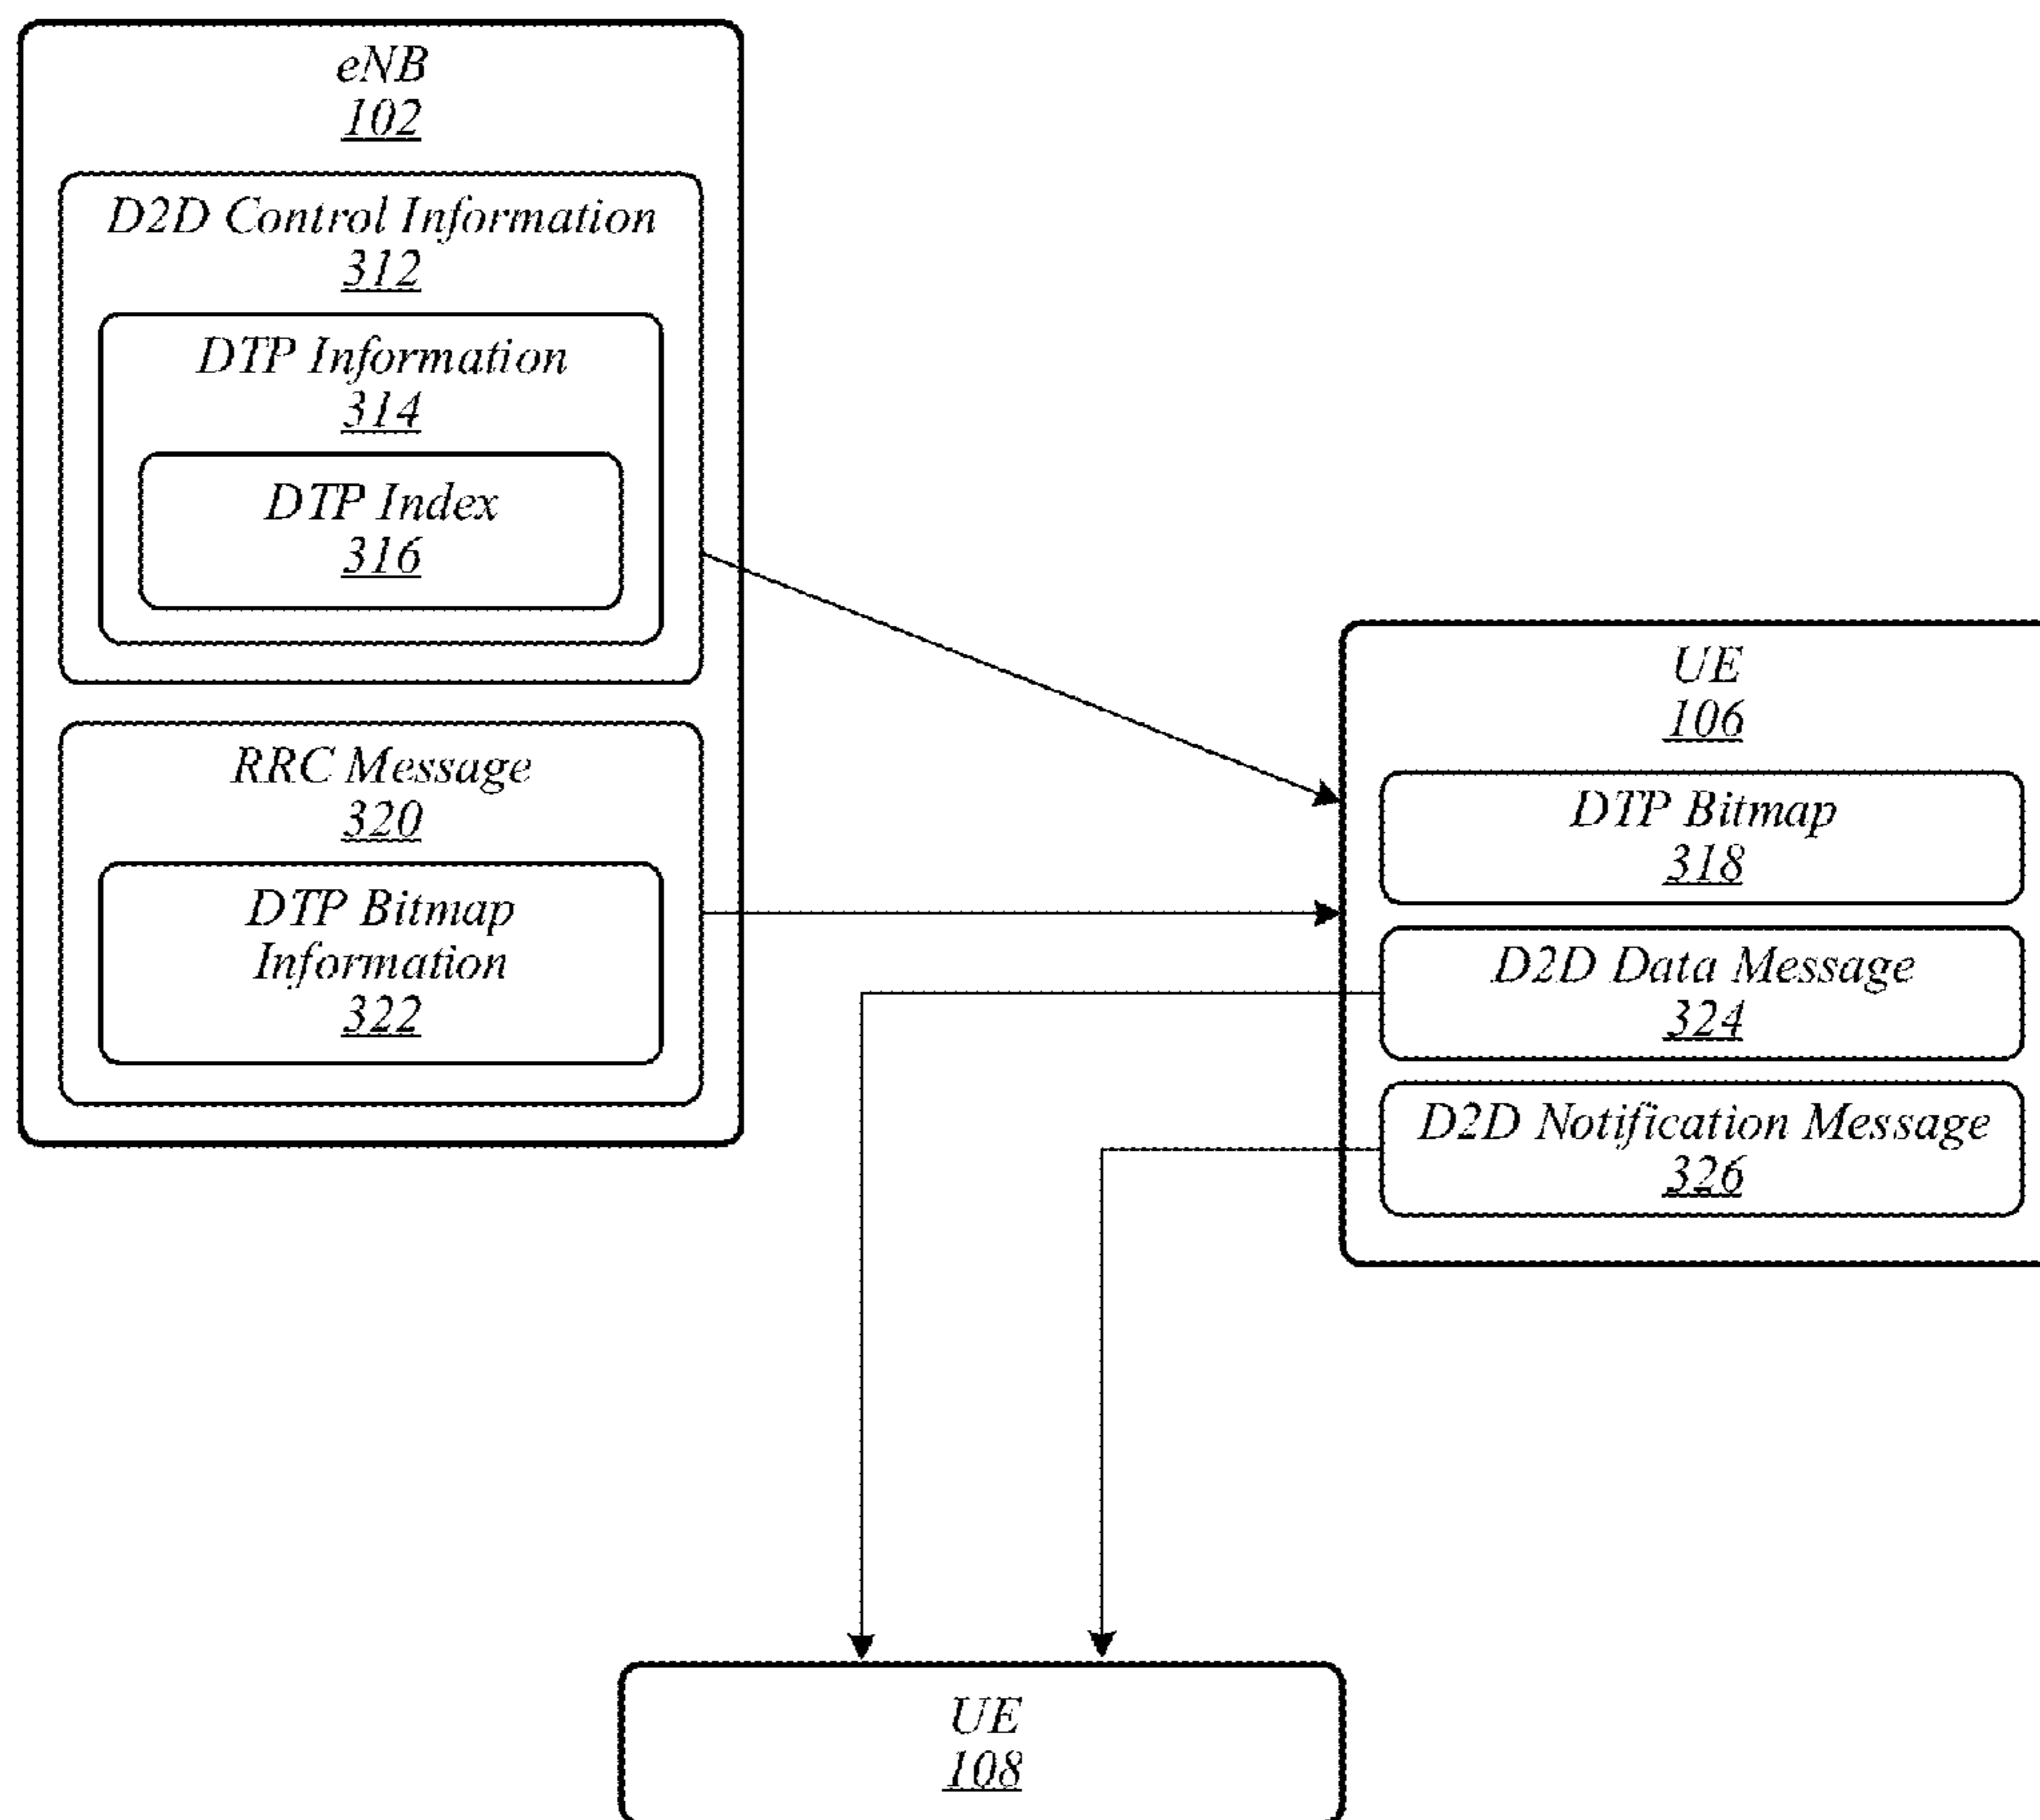 eNB
102
D2D Control Information
312
DTP Information
314
DTP Index
316
RRC Message
320
DTP Bitmap
Information
322
UE
106
DTP Bitmap
318
D2D Data Message
324
D2D Notification Message
326
UE
108